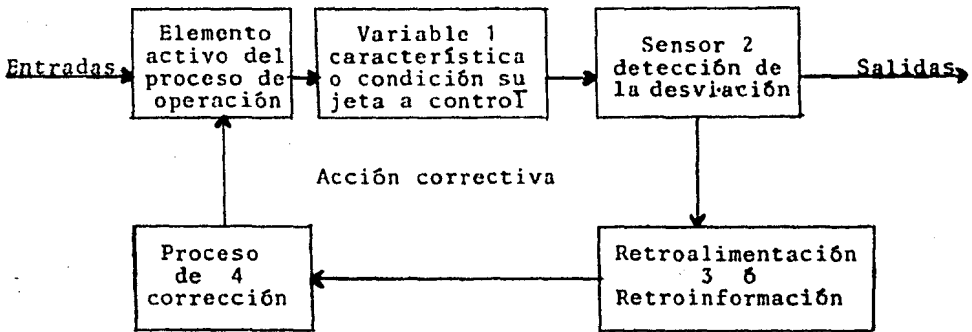 Entradas
Elemento
activo del
proceso de
operación
Variable 1
característica
o condición su
jeta a control
Sensor 2
detección de
la desviación
Salidas
Acción correctiva
Proceso
de 4
corrección
Retroalimentación
3 ó
Retroinformación